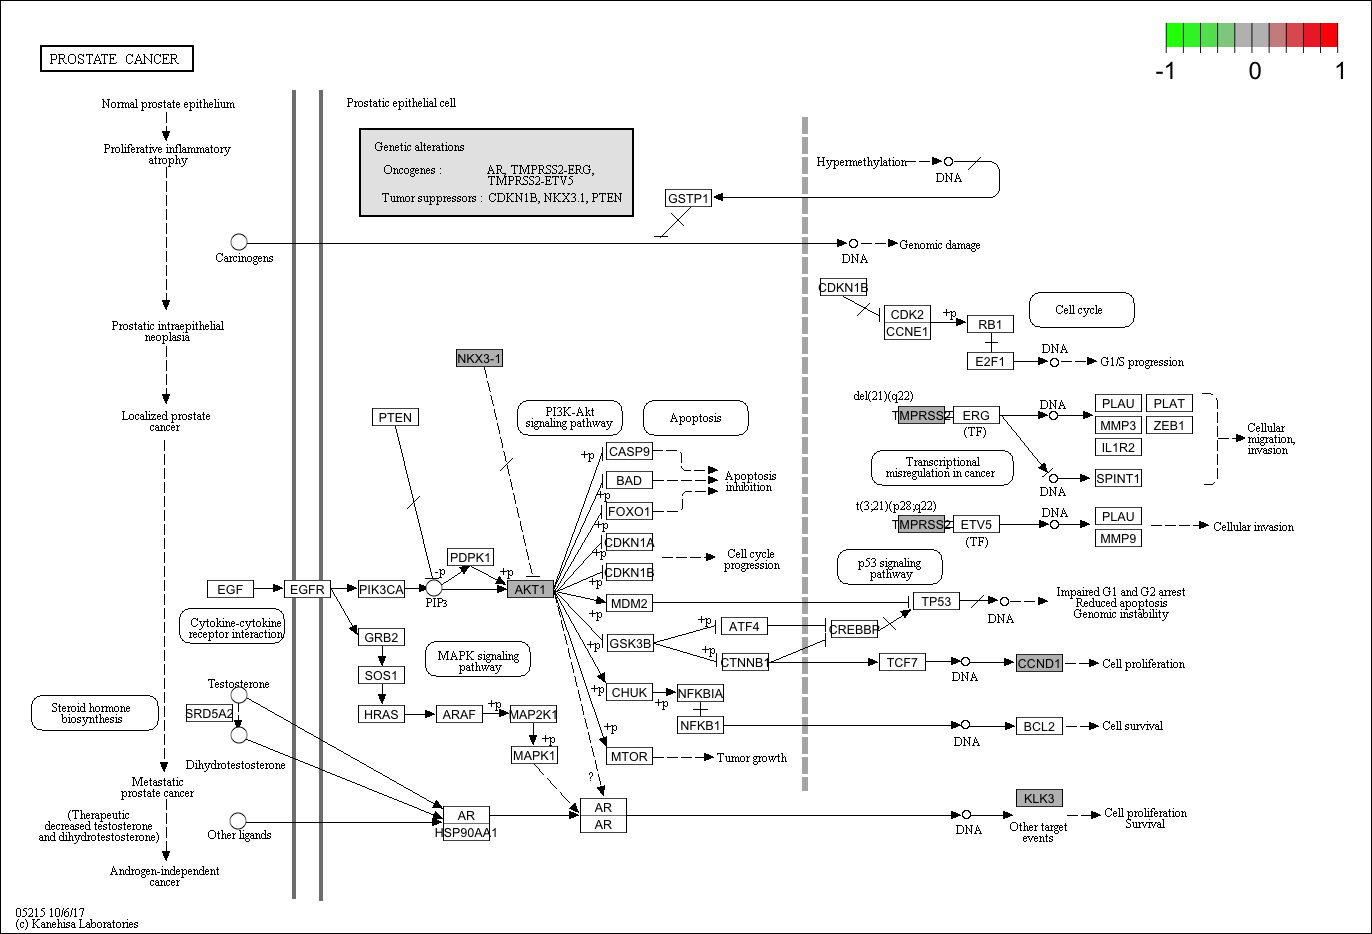 PROSTATE CANCER
-1
0
1
Normal prostate epithelium
Proliferative inflammatory
atrophy
Prostatic intraepithelial
neoplasia
Localized prostate
cancer
Metastatic
prostate cancer
(Therapeutic
decreased testosterone
and dihydrotestosterone)
Androgen-independent
cancer
Prostatic epithelial cell
Genetic alterations
Oncogenes :
AR, TMPRSS2-ERG,
TMPRSS2-ETV5
Tumor suppressors : CDKN1B, NKX3.1, PTEN
Hypermethylation
DNA
GSTP1
Carcinogens
DNA
Genomic damage
CDKN1B
CDK2
CCNE1
+p
RB1
E2F1
Cell cycle
DNA
G1/S progression
NKX3-1
PTEN
PI3K-Akt
signaling pathway
Apoptosis
del(21)(q22)
TMPRSS2
ERG
(TF)
DNA
PLAU
PLAT
MMP3
ZEB1
IL1R2
SPINT1
DNA
Cellular
migration,
invasion
Transcriptional
misregulation in cancer
t(3;21)(p28;q22)
TMPRSS2
ETV5
(TF)
DNA
PLAU
MMP9
Cellular invasion
+p
CASP9
BAD
+p
FOXO1
+p
CDKN1A
+p
CDKN1B
+p
MDM2
+p
GSK3B
+p
CHUK
+p
MTOR
+p
Apoptosis
inhibition
Cell cycle
progression
EGF
EGFR
PIK3CA
PIP3
-p
PDPK1
+p
AKT1
p53 signaling
pathway
TP53
DNA
Impaired G1 and G2 arrest
Reduced apoptosis
Genomic instability
Cytokine-cytokine
receptor interaction
GRB2
SOS1
HRAS
ARAF
+p
MAP2K1
+p
MAPK1
MAPK signaling
pathway
+p
ATF4
+p
CTNNB1
CREBBP
TCF7
DNA
CCND1
Cell proliferation
+p
NFKBIA
NFKB1
DNA
BCL2
Cell survival
Tumor growth
Steroid hormone
biosynthesis
Testosterone
SRD5A2
Dihydrotestosterone
Other ligands
AR
HSP90AA1
?
AR
AR
DNA
KLK3
Other target
events
Cell proliferation
Survival
05215 10/6/17
(c) Kanehisa Laboratories